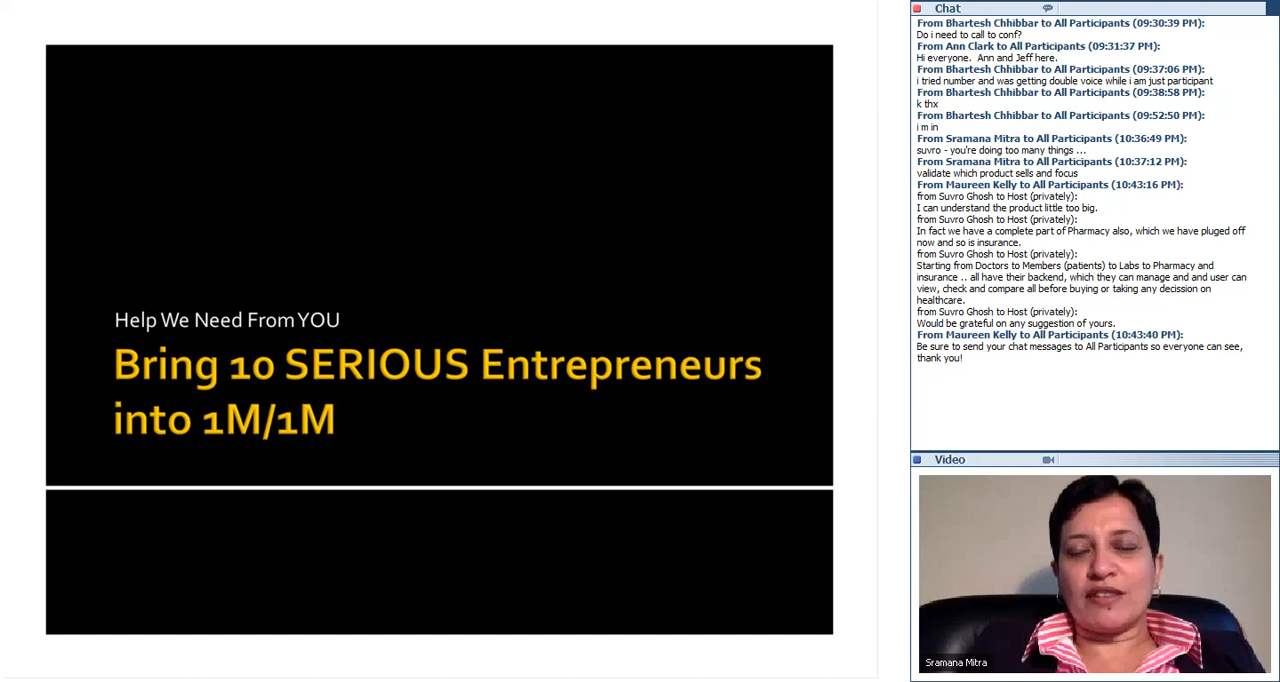 Help We Need From YOU
Bring 10 SERIOUS Entrepreneurs
into 1M/1M
Chat
From Bhartesh Chhibbar to All Participants (09:30:39 PM):
Do i need to call to conf?
From Ann Clark to All Participants (09:31:37 PM):
Hi everyone. Ann and Jeff here.
From Bhartesh Chhibbar to All Participants (09:37:06 PM):
i tried number and was getting double voice while i am just participant
From Bhartesh Chhibbar to All Participants (09:38:58 PM):
k thx
From Bhartesh Chhibbar to All Participants (09:52:50 PM):
i m in
From Sramana Mitra to All Participants (10:36:49 PM):
suvro - you're doing too many things ...
From Sramana Mitra to All Participants (10:37:12 PM):
validate which product sells and focus
From Maureen Kelly to All Participants (10:43:16 PM):
from Suvro Ghosh to Host (privately):
I can understand the product little too big.
from Suvro Ghosh to Host (privately):
In fact we have a complete part of Pharmacy also, which we have pluged off
now and so is insurance.
from Suvro Ghosh to Host (privately):
Starting from Doctors to Members (patients) to Labs to Pharmacy and
insurance .. all have their backend, which they can manage and and user can
view, check and compare all before buying or taking any decission on
healthcare.
from Suvro Ghosh to Host (privately):
Would be grateful on any suggestion of yours.
From Maureen Kelly to All Participants (10:43:40 PM):
Be sure to send your chat messages to All Participants so everyone can see,
thank you!
Video
Sramana Mitra